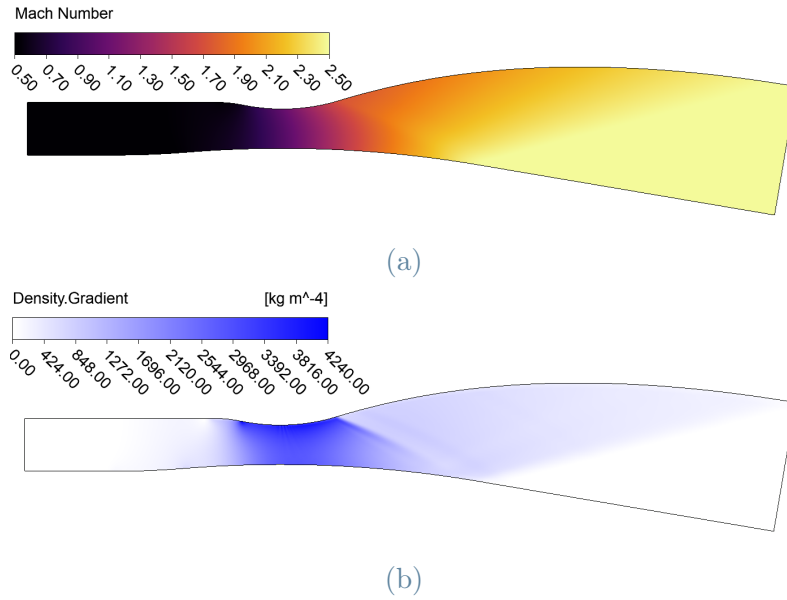 Mach Number
0.50 0.70 0.90 1.10 1.30 1.50 1.70 1.90 2.10 2.30 2.50
(a)
Density.Gradient [kg m^-4]
0.00 424.00 848.00 1272.00 1696.00 2120.00 2544.00 2968.00 3392.00 3816.00 4240.00
(b)